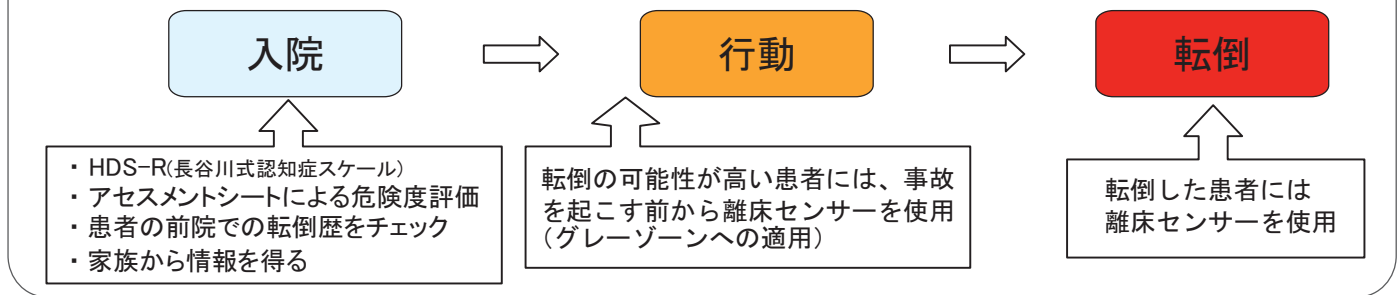 入院
行動
転倒
・HDS-R(長谷川式認知症スケール)
・アセスメントシートによる危険度評価
・患者の前院での転倒歴をチェック
・家族から情報を得る
転倒の可能性が高い患者には、事故
を起こす前から離床センサーを使用
（グレーゾーンへの適用）
転倒した患者には
離床センサーを使用